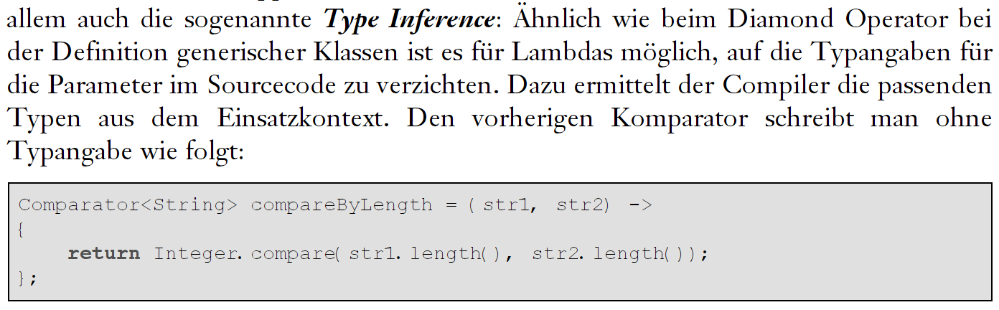 allem auch die sogenannte Type Inference: Ähnlich wie beim Diamond Operator bei
der Definition generischer Klassen ist es für Lambdas möglich, auf die Typangaben für
die Parameter im Sourcecode zu verzichten. Dazu ermittelt der Compiler die passenden
Typen aus dem Einsatzkontext. Den vorherigen Komparator schreibt man ohne
Typangabe wie folgt:
Comparator<String> compareByLength = (str1, str2) ->
{
    return Integer.compare(str1.length(), str2.length());
};